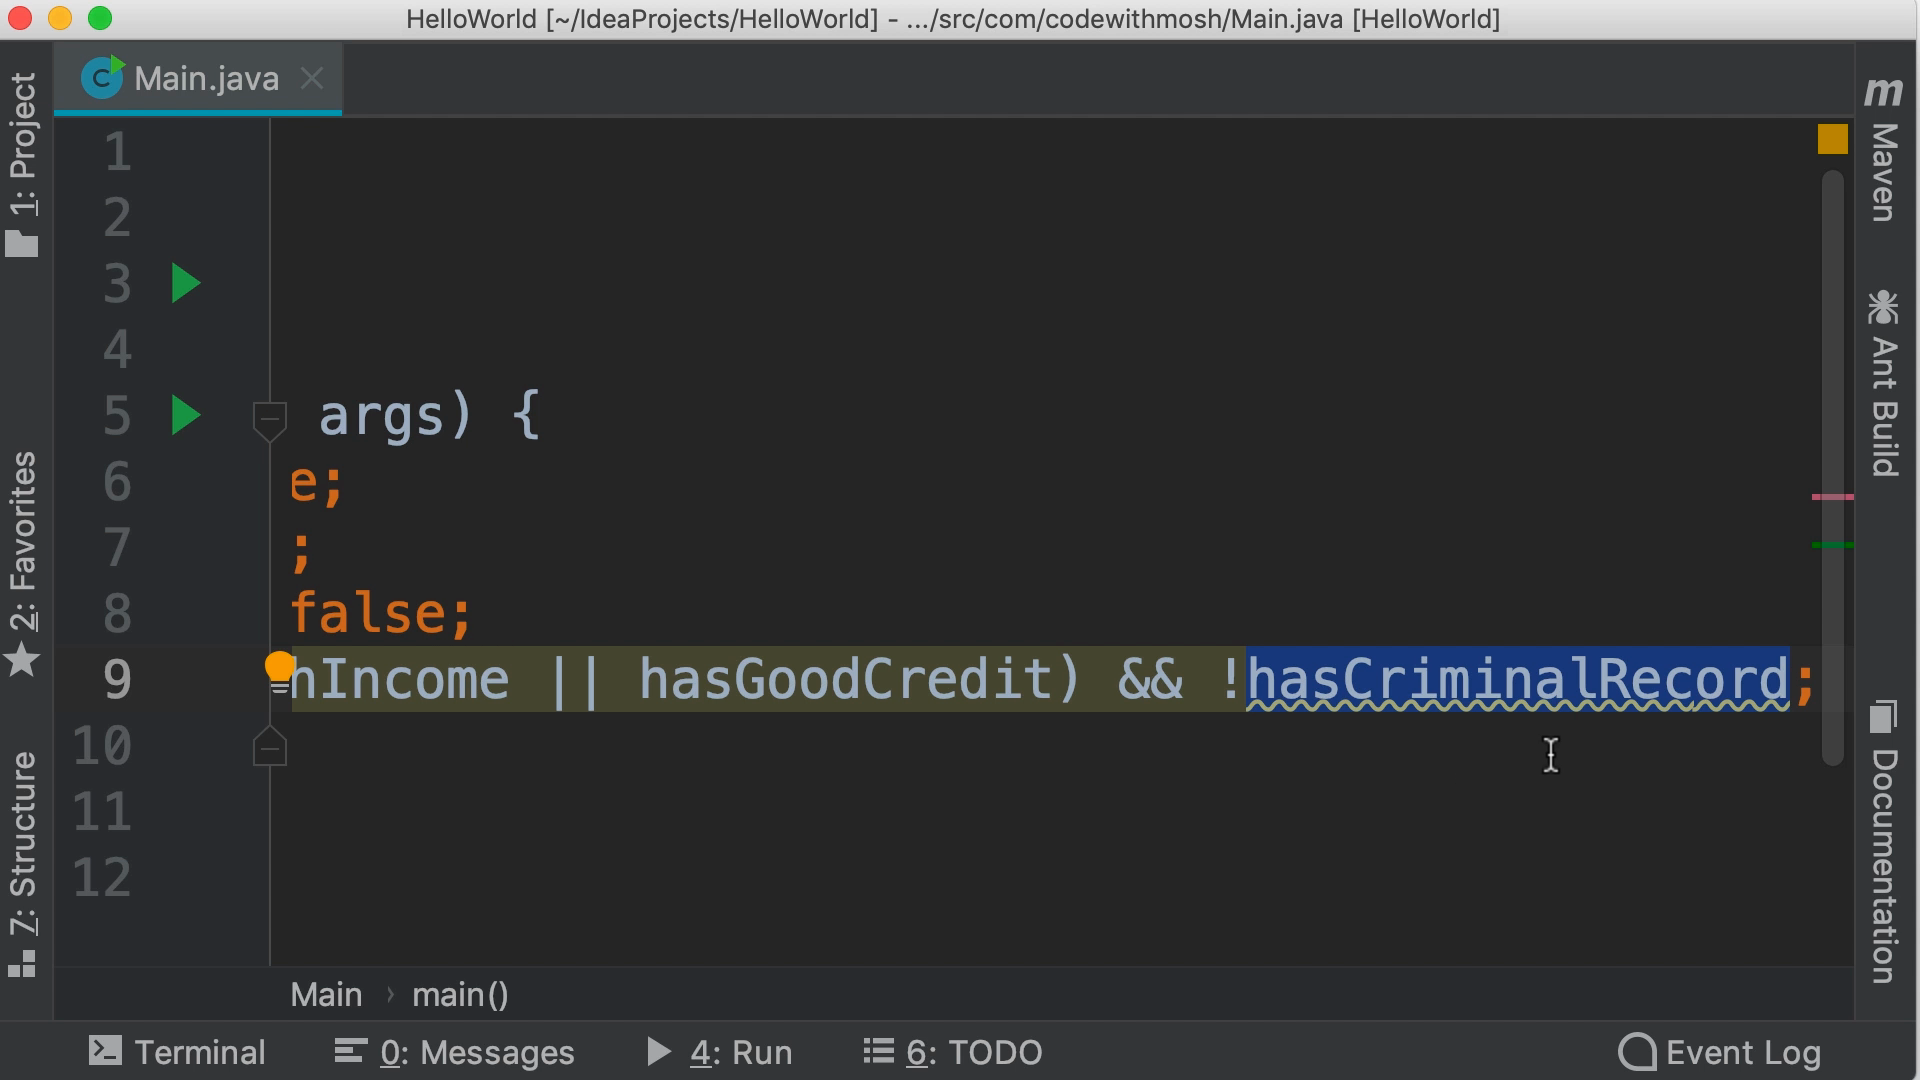 HelloWorld [~/IdeaProjects/HelloWorld] - .../src/com/codewithmosh/Main.java [HelloWorld]
1: Project
2: Favorites
7: Structure
Main.java
1
2
3
4
5 args) {
6 e;
7 ;
8 false;
9 hIncome || hasGoodCredit) && !hasCriminalRecord;
10
11
12
Main › main()
m Maven
Ant Build
Documentation
Terminal 0: Messages 4: Run 6: TODO Event Log